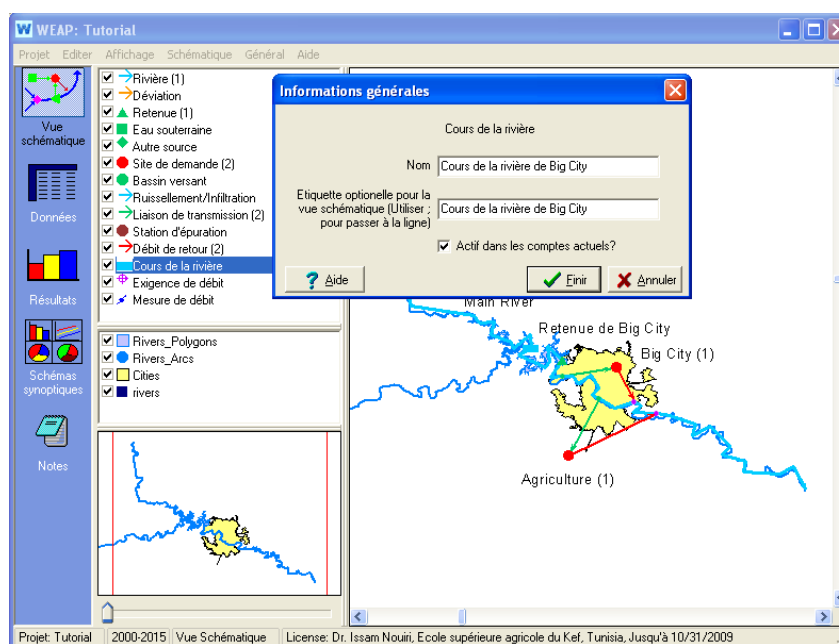 WEAP: Tutorial
Projet Editer Affichage Schématique Général Aide
Vue schématique
Données
Résultats
Schémas synoptiques
Notes
Rivière (1)
Déviation
Retenue (1)
Eau souterraine
Autre source
Site de demande (2)
Bassin versant
Ruissellement/Infiltration
Liaison de transmission (2)
Station d'épuration
Débit de retour (2)
Cours de la rivière
Exigence de débit
Mesure de débit
Rivers_Polygons
Rivers_Arcs
Cities
rivers
Informations générales
Cours de la rivière
Nom Cours de la rivière de Big City
Etiquette optionelle pour la
vue schématique (Utiliser ;
pour passer à la ligne)
Cours de la rivière de Big City
Actif dans les comptes actuels?
? Aide
Finir
Annuler
Main River
Retenue de Big City
Big City (1)
Agriculture (1)
Projet: Tutorial 2000-2015 Vue Schématique License: Dr. Issam Nouiri, Ecole supérieure agricole du Kef, Tunisia, Jusqu'à 10/31/2009